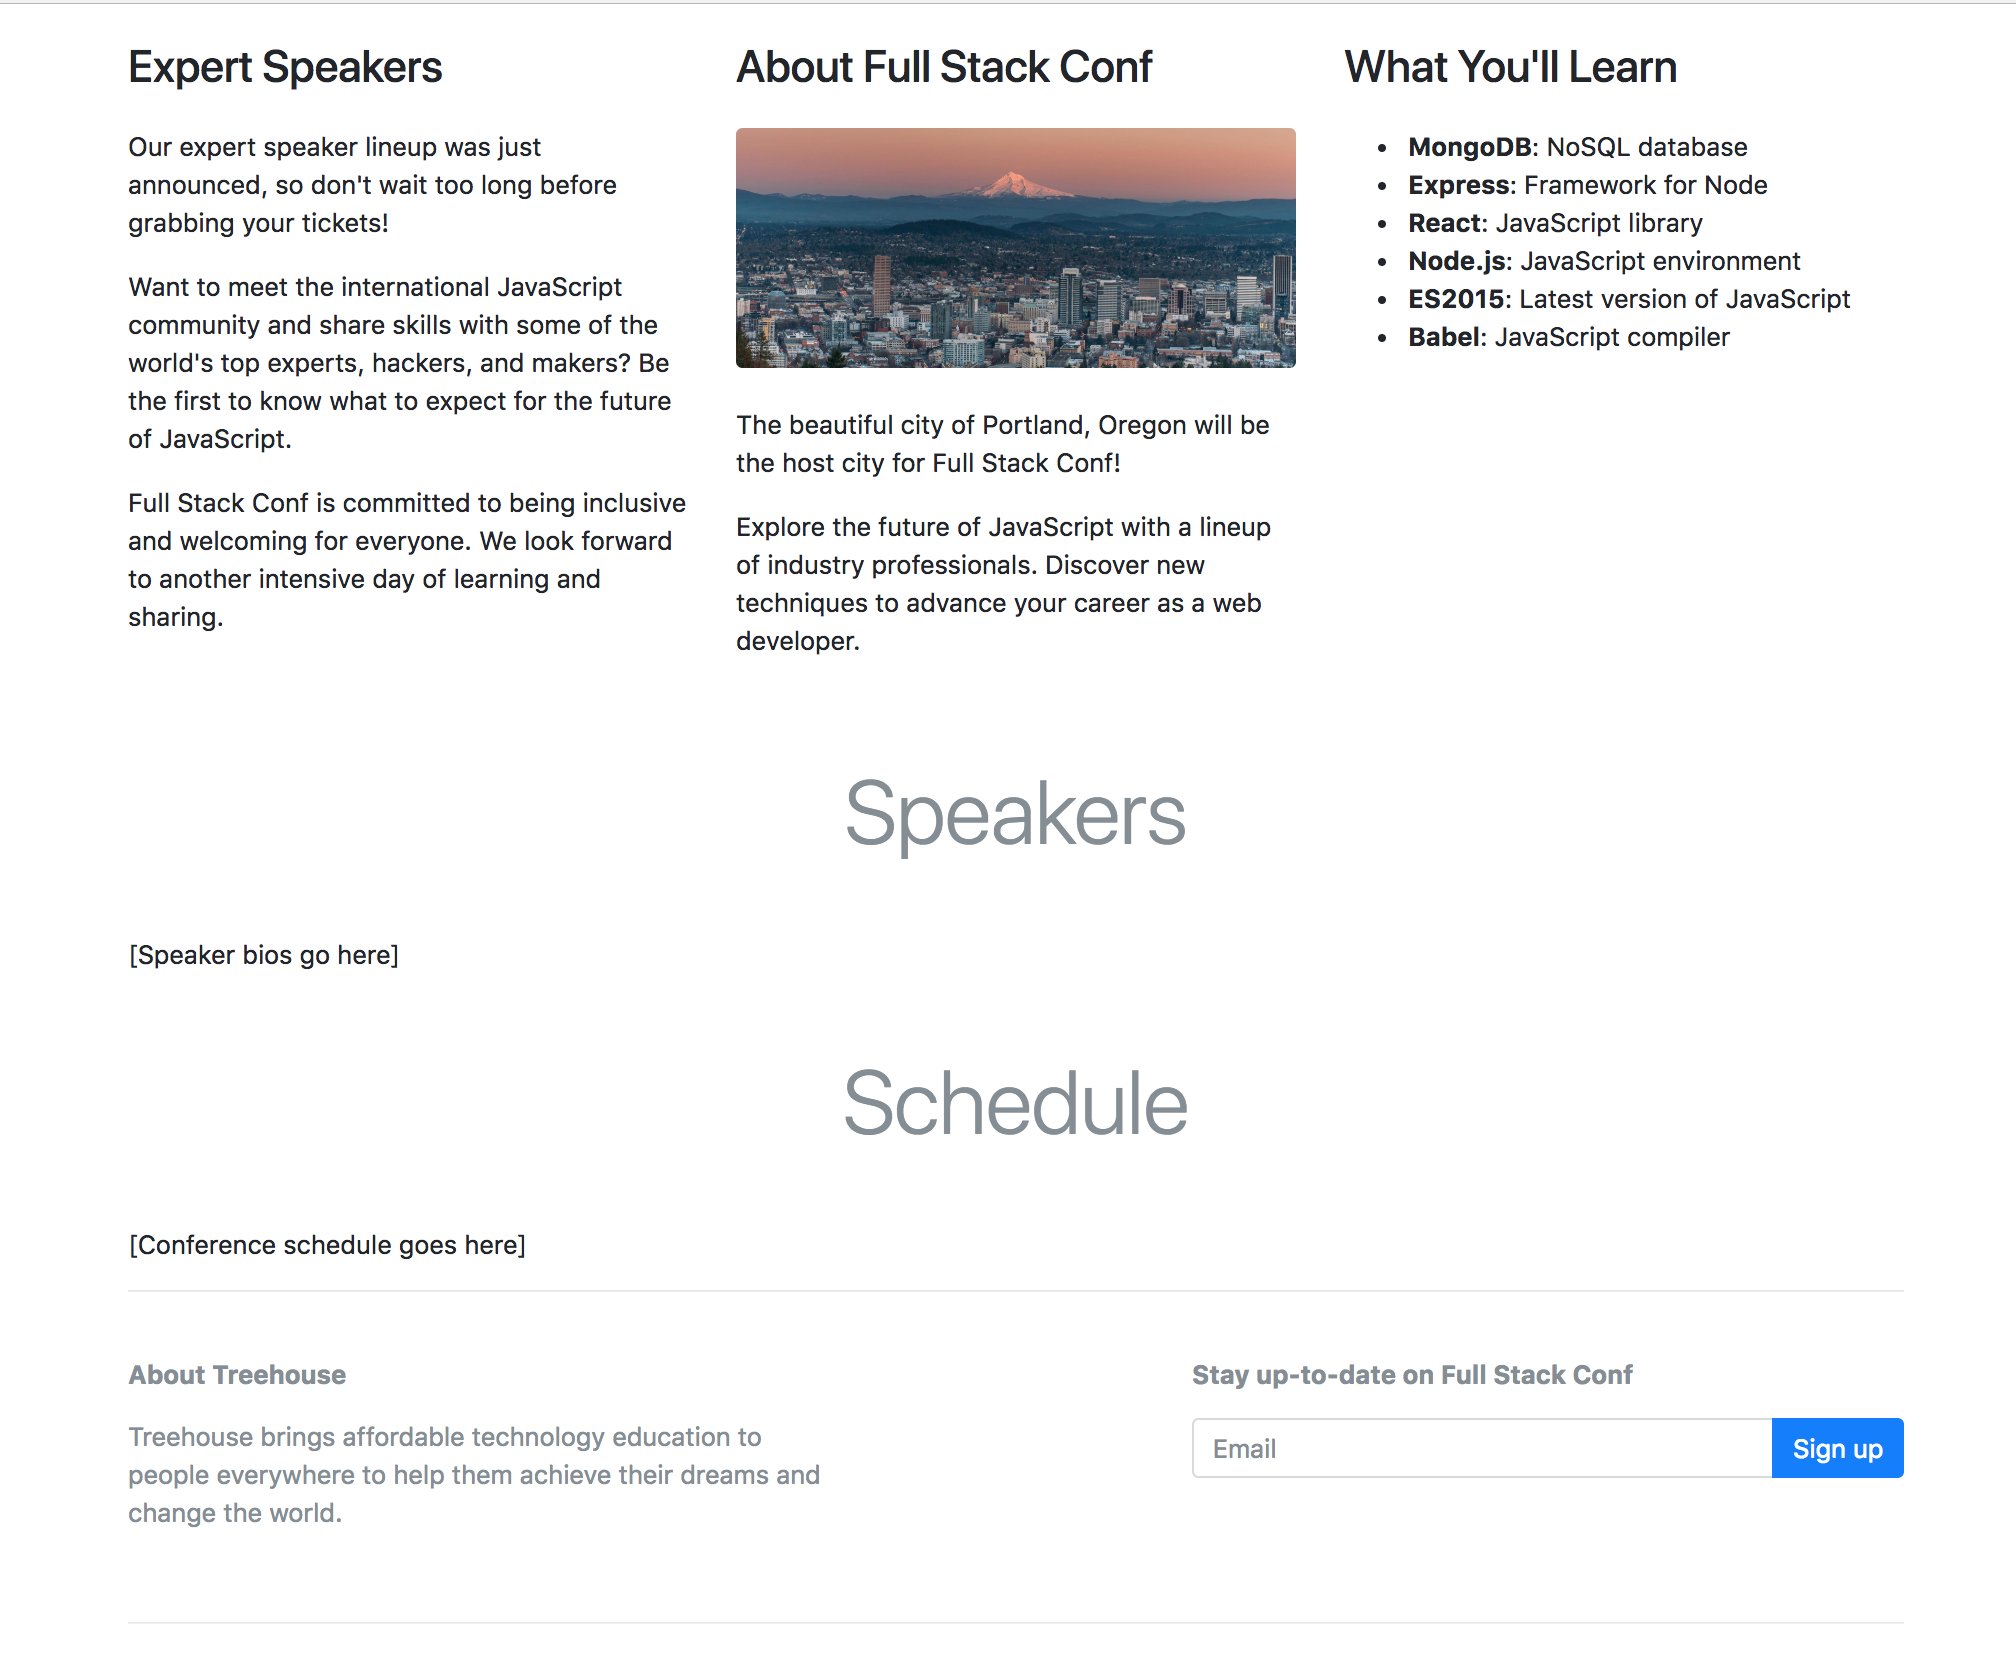 Expert Speakers
Our expert speaker lineup was just
announced, so don't wait too long before
grabbing your tickets!
Want to meet the international JavaScript
community and share skills with some of the
world's top experts, hackers, and makers? Be
the first to know what to expect for the future
of JavaScript.
Full Stack Conf is committed to being inclusive
and welcoming for everyone. We look forward
to another intensive day of learning and
sharing.
About Full Stack Conf
The beautiful city of Portland, Oregon will be
the host city for Full Stack Conf!
Explore the future of JavaScript with a lineup
of industry professionals. Discover new
techniques to advance your career as a web
developer.
What You'll Learn
• MongoDB: NoSQL database
• Express: Framework for Node
• React: JavaScript library
• Node.js: JavaScript environment
• ES2015: Latest version of JavaScript
• Babel: JavaScript compiler
Speakers
[Speaker bios go here]
Schedule
[Conference schedule goes here]
About Treehouse
Treehouse brings affordable technology education to
people everywhere to help them achieve their dreams and
change the world.
Stay up-to-date on Full Stack Conf
Email
Sign up